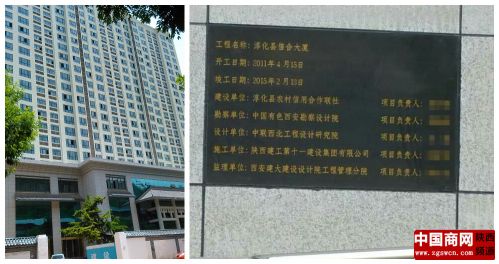 工程名称: 淳化县信合大厦
开工日期: 2011年4月15日
竣工日期: 2015年2月13日
建设单位: 淳化县农村信用合作联社 项目负责人:
勘察单位: 中国有色西安勘察设计院 项目负责人:
设计单位: 中联西北工程设计研究院 项目负责人:
施工单位: 陕西建工第十一建设集团有限公司 项目负责人:
监理单位: 西安建大建设设计院工程管理分院 项目负责人:
中国商网 陕西频道
www.zgswcn.com